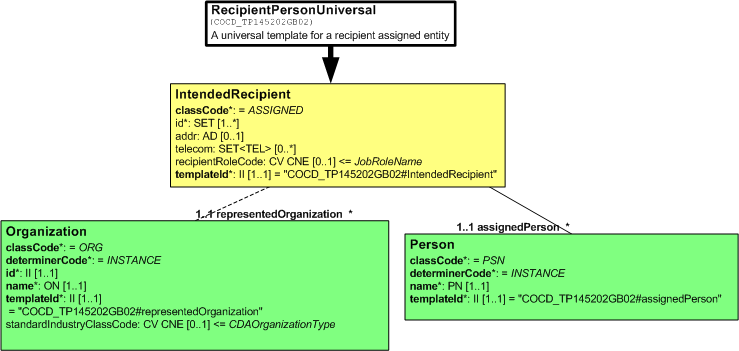 RecipientPersonUniversal
(COCD_TP145202GB02)
A universal template for a recipient assigned entity
IntendedRecipient
classCode*: = ASSIGNED
id*: SET [1..*]
addr: AD [0..1]
telecom: SET<TEL> [0..*]
recipientRoleCode: CV CNE [0..1] <= JobRoleName
templateId*: II [1..1] = "COCD_TP145202GB02#IntendedRecipient"
1..1 representedOrganization *
Organization
classCode*: = ORG
determinerCode*: = INSTANCE
id*: II [1..1]
name*: ON [1..1]
templateId*: II [1..1]
= "COCD_TP145202GB02#representedOrganization"
standardIndustryClassCode: CV CNE [0..1] <= CDAOrganizationType
1..1 assignedPerson *
Person
classCode*: = PSN
determinerCode*: = INSTANCE
name*: PN [1..1]
templateId*: II [1..1] = "COCD_TP145202GB02#assignedPerson"